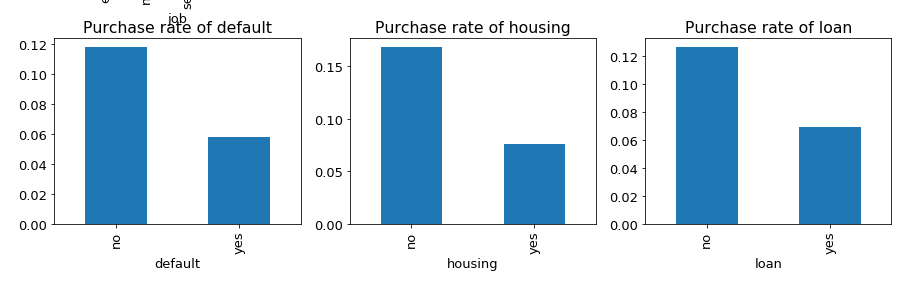 job
Purchase rate of default
0.12
0.10
0.08
0.06
0.04
0.02
0.00
no
yes
default
Purchase rate of housing
0.15
0.10
0.05
0.00
no
yes
housing
Purchase rate of loan
0.12
0.10
0.08
0.06
0.04
0.02
0.00
no
yes
loan